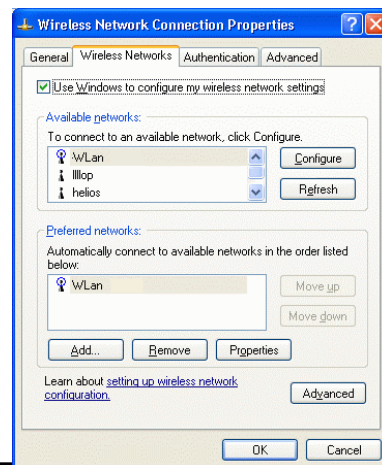 Wireless Network Connection Properties
General Wireless Networks Authentication Advanced
Use Windows to configure my wireless network settings
Available networks:
To connect to an available network, click Configure.
WLan
Configure
llllop
helios
Refresh
Preferred networks:
Automatically connect to available networks in the order listed
below:
WLan
Move up
Move down
Add... Remove Properties
Learn about setting up wireless network
configuration.
Advanced
OK Cancel